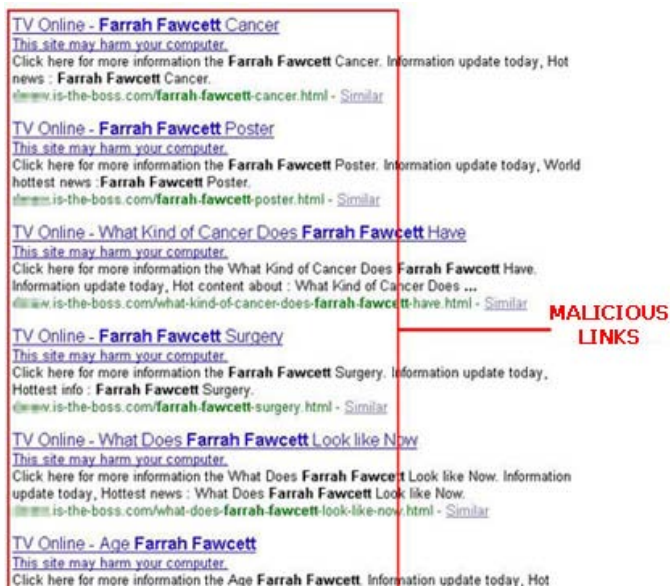 TV Online - Farrah Fawcett Cancer
This site may harm your computer.
Click here for more information the Farrah Fawcett Cancer. Information update today, Hot
news : Farrah Fawcett Cancer.
.is-the-boss.com/farrah-fawcett-cancer.html - Similar
TV Online - Farrah Fawcett Poster
This site may harm your computer.
Click here for more information the Farrah Fawcett Poster. Information update today, World
hottest news :Farrah Fawcett Poster.
.is-the-boss.com/farrah-fawcett-poster.html - Similar
TV Online - What Kind of Cancer Does Farrah Fawcett Have
This site may harm your computer.
Click here for more information the What Kind of Cancer Does Farrah Fawcett Have.
Information update today, Hot content about : What Kind of Cancer Does ...
.is-the-boss.com/what-kind-of-cancer-does-farrah-fawcett-have.html - Similar
MALICIOUS
LINKS
TV Online - Farrah Fawcett Surgery
This site may harm your computer.
Click here for more information the Farrah Fawcett Surgery. Information update today,
Hottest info : Farrah Fawcett Surgery.
.is-the-boss.com/farrah-fawcett-surgery.html - Similar
TV Online - What Does Farrah Fawcett Look like Now
This site may harm your computer.
Click here for more information the What Does Farrah Fawcett Look like Now. Information
update today, Hottest news : What Does Farrah Fawcett Look like Now.
.is-the-boss.com/what-does-farrah-fawcett-look-like-now.html - Similar
TV Online - Age Farrah Fawcett
This site may harm your computer.
Click here for more information the Age Farrah Fawcett. Information update today, Hot